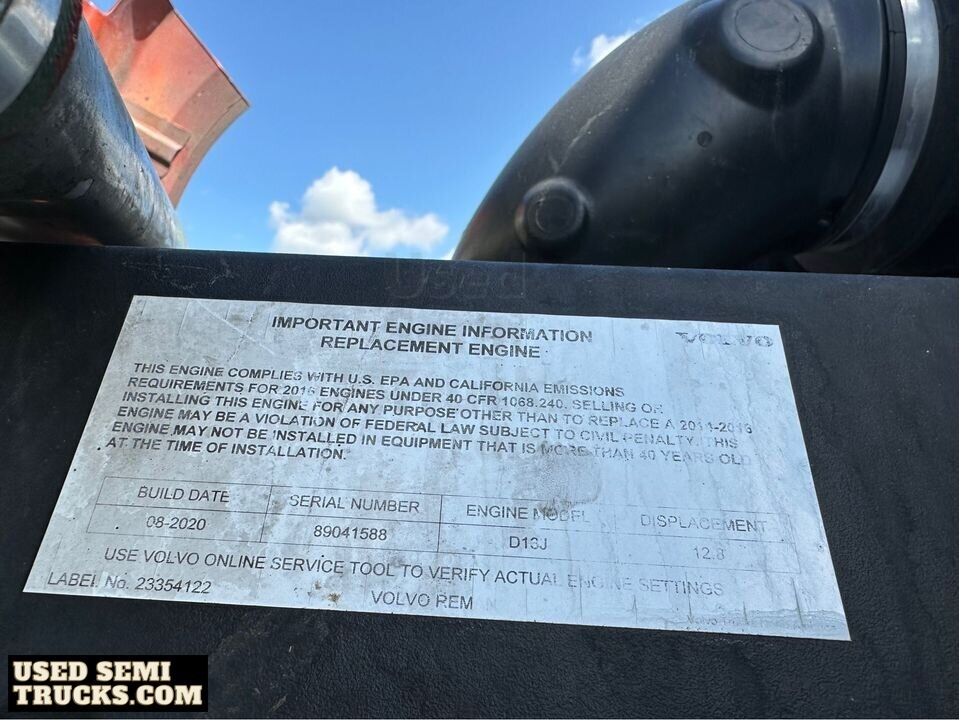 IMPORTANT ENGINE INFORMATION
REPLACEMENT ENGINE
VOLVO
THIS ENGINE COMPLIES WITH U.S. EPA AND CALIFORNIA EMISSIONS
REQUIREMENTS FOR 2016 ENGINES UNDER 40 CFR 1068.240. SELLING OR
INSTALLING THIS ENGINE FOR ANY PURPOSE OTHER THAN TO REPLACE A 2014-2016
ENGINE MAY BE A VIOLATION OF FEDERAL LAW SUBJECT TO CIVIL PENALTY. THIS
ENGINE MAY NOT BE INSTALLED IN EQUIPMENT THAT IS MORE THAN 40 YEARS OLD
AT THE TIME OF INSTALLATION.
BUILD DATE SERIAL NUMBER ENGINE MODEL DISPLACEMENT
08-2020 89041588 D13J 12.8
USE VOLVO ONLINE SERVICE TOOL TO VERIFY ACTUAL ENGINE SETTINGS
LABEL No. 23354122 VOLVO REMAN
USED SEMI
TRUCKS.COM